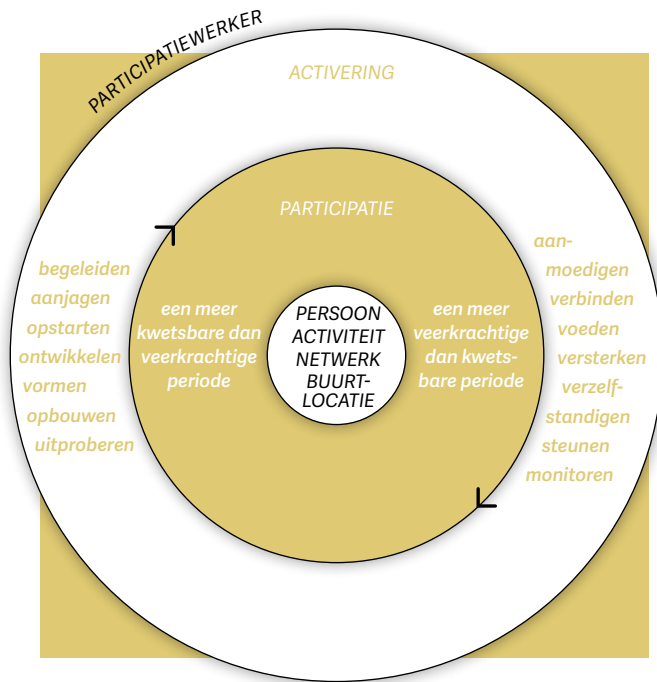 PARTICIPATIEWERKER
ACTIVERING
PARTICIPATIE
begeleiden
aanjagen
opstarten
ontwikkelen
vormen
opbouwen
uitproberen
een meer
kwetsbare dan
veerkrachtige
periode
PERSOON
ACTIVITEIT
NETWERK
BUURT-
LOCATIE
een meer
veerkrachtige
dan kwets-
bare periode
aan-
moedigen
verbinden
voeden
versterken
verzelf-
standigen
steunen
monitoren